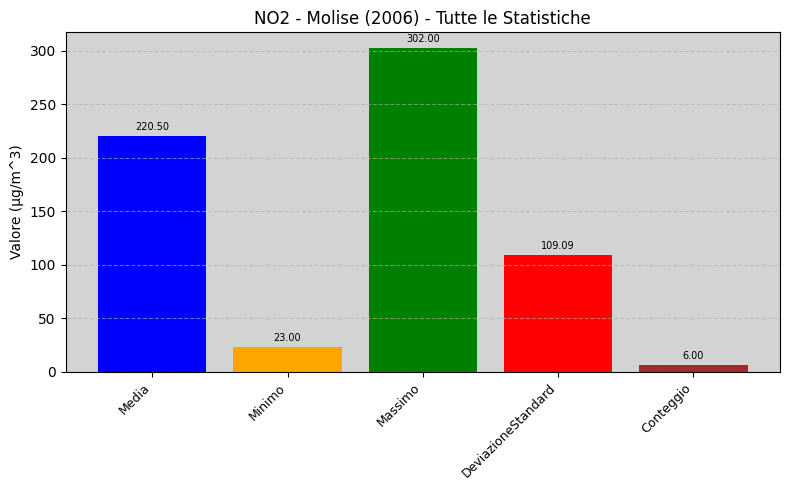 NO2 - Molise (2006) - Tutte le Statistiche
Valore (μg/m^3)
300
250
200
150
100
50
0
220.50
23.00
302.00
109.09
6.00
Media
Minimo
Massimo
DeviazioneStandard
Conteggio